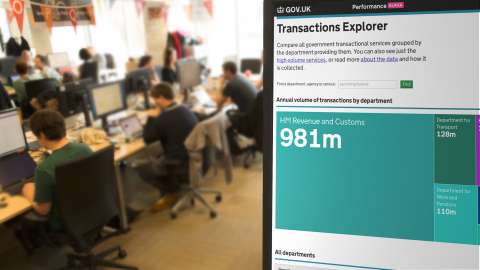 GOV.UK
Performance
Transactions Explorer
Compare all government transactional services grouped by
the department providing them. You can also see just the
high-volume services, or read more about the data and how it
is collected.
Annual volume of transactions by department
HM Revenue and Customs
981m
Department for
Transport
128m
Department for
Work and
Pensions
110m
All departments